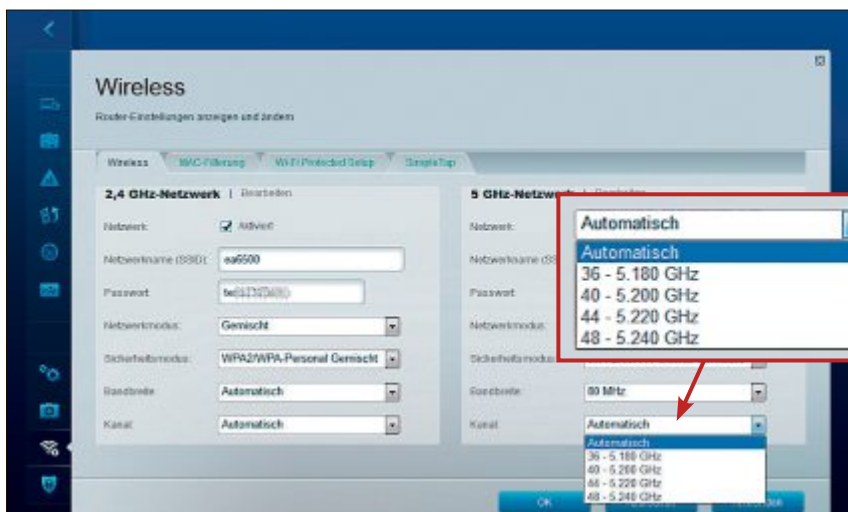 Wireless
Router-Einstellungen anzeigen und ändern
Wireless
MAC-Filterung
Wi-Fi Protected Setup
SimpleTap
2,4 GHz-Netzwerk | Bearbeiten
Netzwerk: Aktiviert
Netzwerkname (SSID): ea6500
Passwort
Netzwerkmodus: Gemischt
Sicherheitsmodus: WPA2/WPA-Personal Gemischt
Bandbreite Automatisch
Kanal: Automatisch
5 GHz-Netzwerk
Netzwerk:
Netzwerkname
Passwort
Netzwerkmodus:
Sicherheitsmodus:
Bandbreite: 80 MHz
Kanal: Automatisch
Automatisch
36 - 5.180 GHz
40 - 5.200 GHz
44 - 5.220 GHz
48 - 5.240 GHz
Automatisch
Automatisch
36 - 5.180 GHz
40 - 5.200 GHz
44 - 5.220 GHz
48 - 5.240 GHz
OK